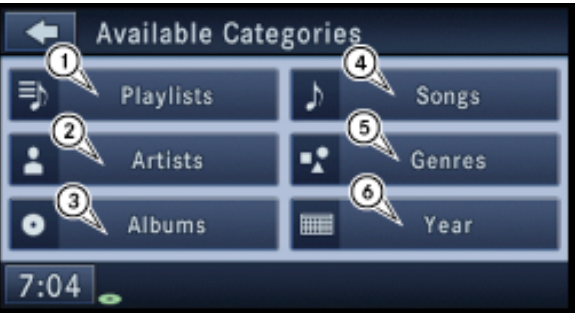 Available Categories
1 Playlists
4 Songs
2 Artists
5 Genres
3 Albums
6 Year
7:04